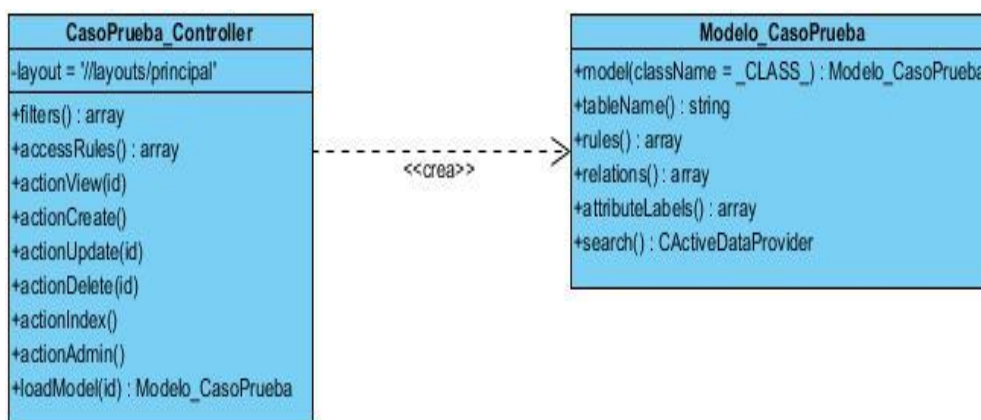 CasoPrueba_Controller
-layout = '//layouts/principal'
+filters() : array
+accessRules() : array
+actionView(id)
+actionCreate()
+actionUpdate(id)
+actionDelete(id)
+actionIndex()
+actionAdmin()
+loadModel(id) : Modelo_CasoPrueba
<<crea>>
Modelo_CasoPrueba
+model(className = _CLASS_) : Modelo_CasoPrueba
+tableName() : string
+rules() : array
+relations() : array
+attributeLabels() : array
+search() : CActiveDataProvider